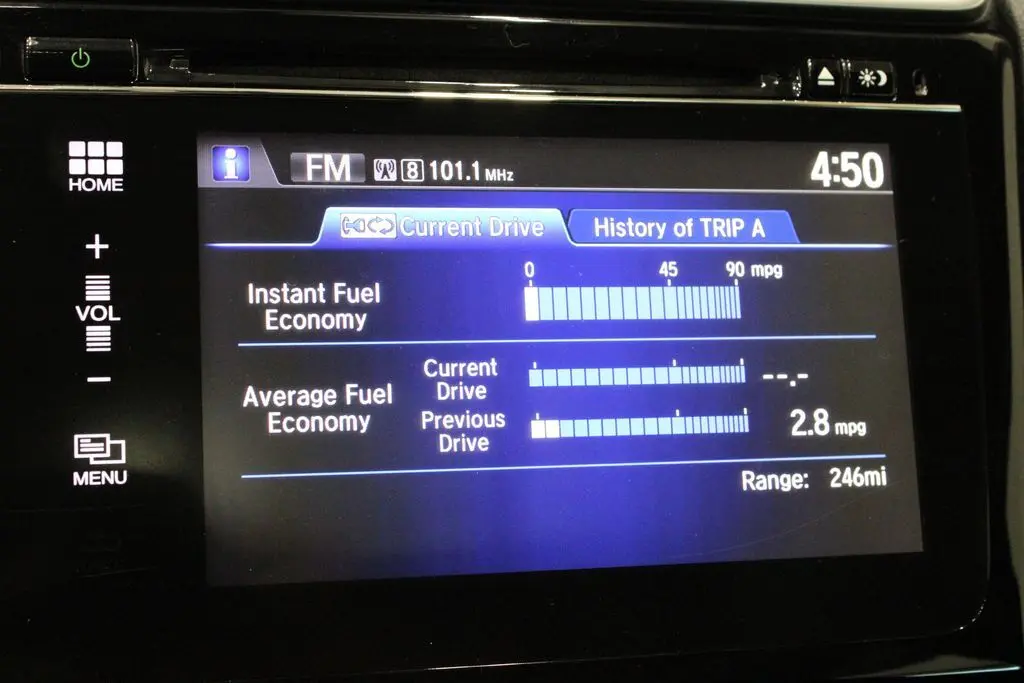 HOME
+
VOL
−
MENU
i FM 8 101.1 MHz 4:50
Current Drive History of TRIP A
0 45 90 mpg
Instant Fuel
Economy
Average Fuel
Economy
Current
Drive
--.-
Previous
Drive
2.8 mpg
Range: 246mi